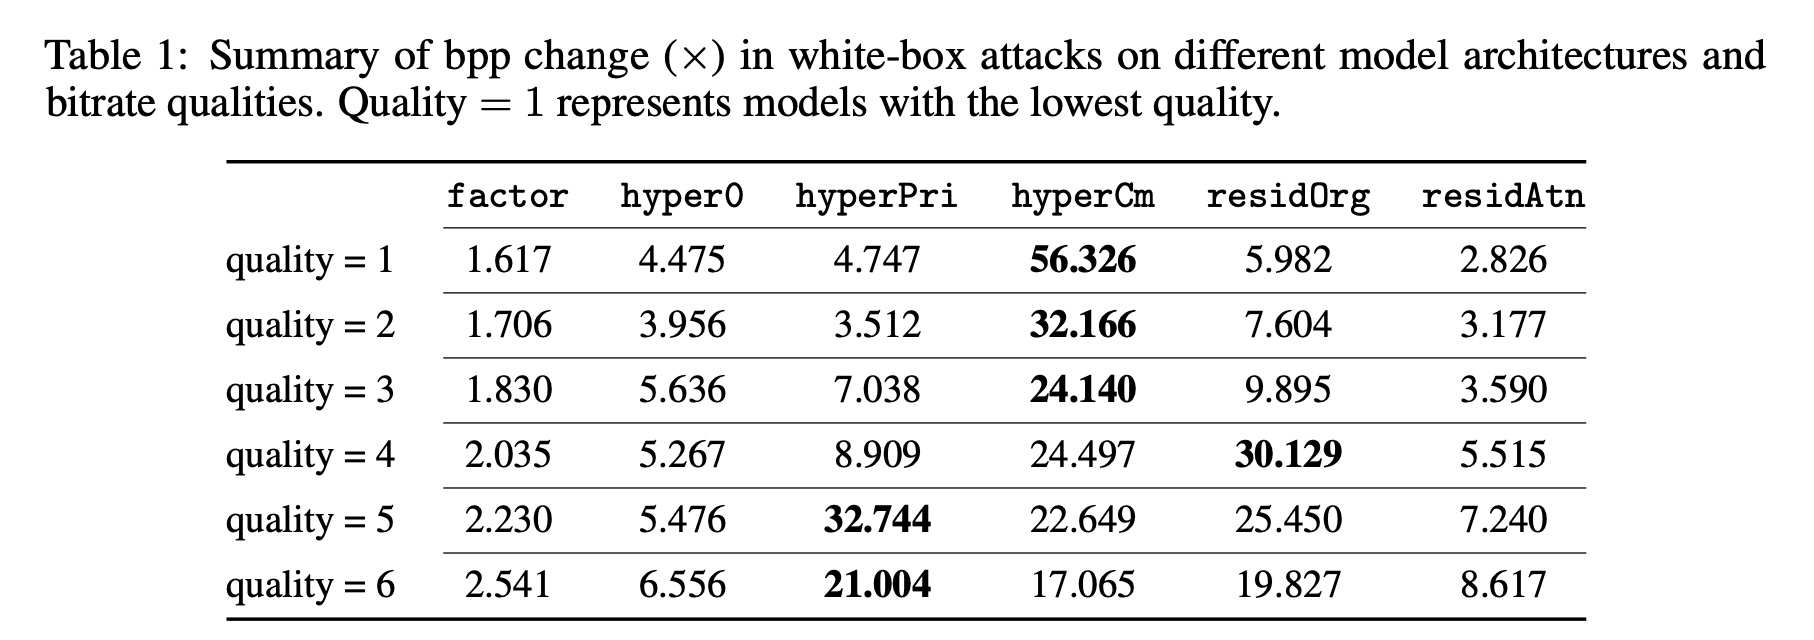 Table 1: Summary of bpp change (×) in white-box attacks on different model architectures and
bitrate qualities. Quality = 1 represents models with the lowest quality.
factor hyper0 hyperPri hyperCm residOrg residAtn
quality = 1 1.617 4.475 4.747 56.326 5.982 2.826
quality = 2 1.706 3.956 3.512 32.166 7.604 3.177
quality = 3 1.830 5.636 7.038 24.140 9.895 3.590
quality = 4 2.035 5.267 8.909 24.497 30.129 5.515
quality = 5 2.230 5.476 32.744 22.649 25.450 7.240
quality = 6 2.541 6.556 21.004 17.065 19.827 8.617